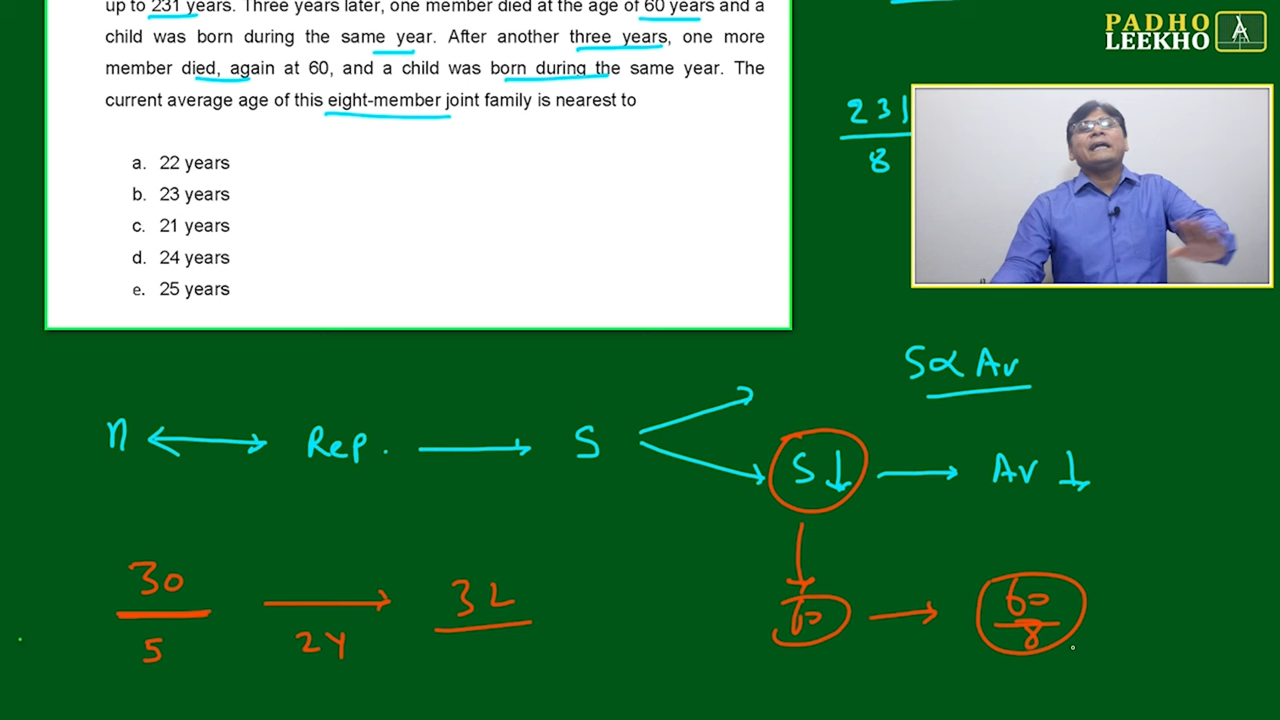 up to 231 years. Three years later, one member died at the age of 60 years and a
child was born during the same year. After another three years, one more
member died, again at 60, and a child was born during the same year. The
current average age of this eight-member joint family is nearest to
a. 22 years
b. 23 years
c. 21 years
d. 24 years
e. 25 years
PADHO
LEEKHO
231
8
S∝ Av
n ⟷ Rep. → S
S↓ → Av ↓
30
5
→
2Y
32
60 → 60
8